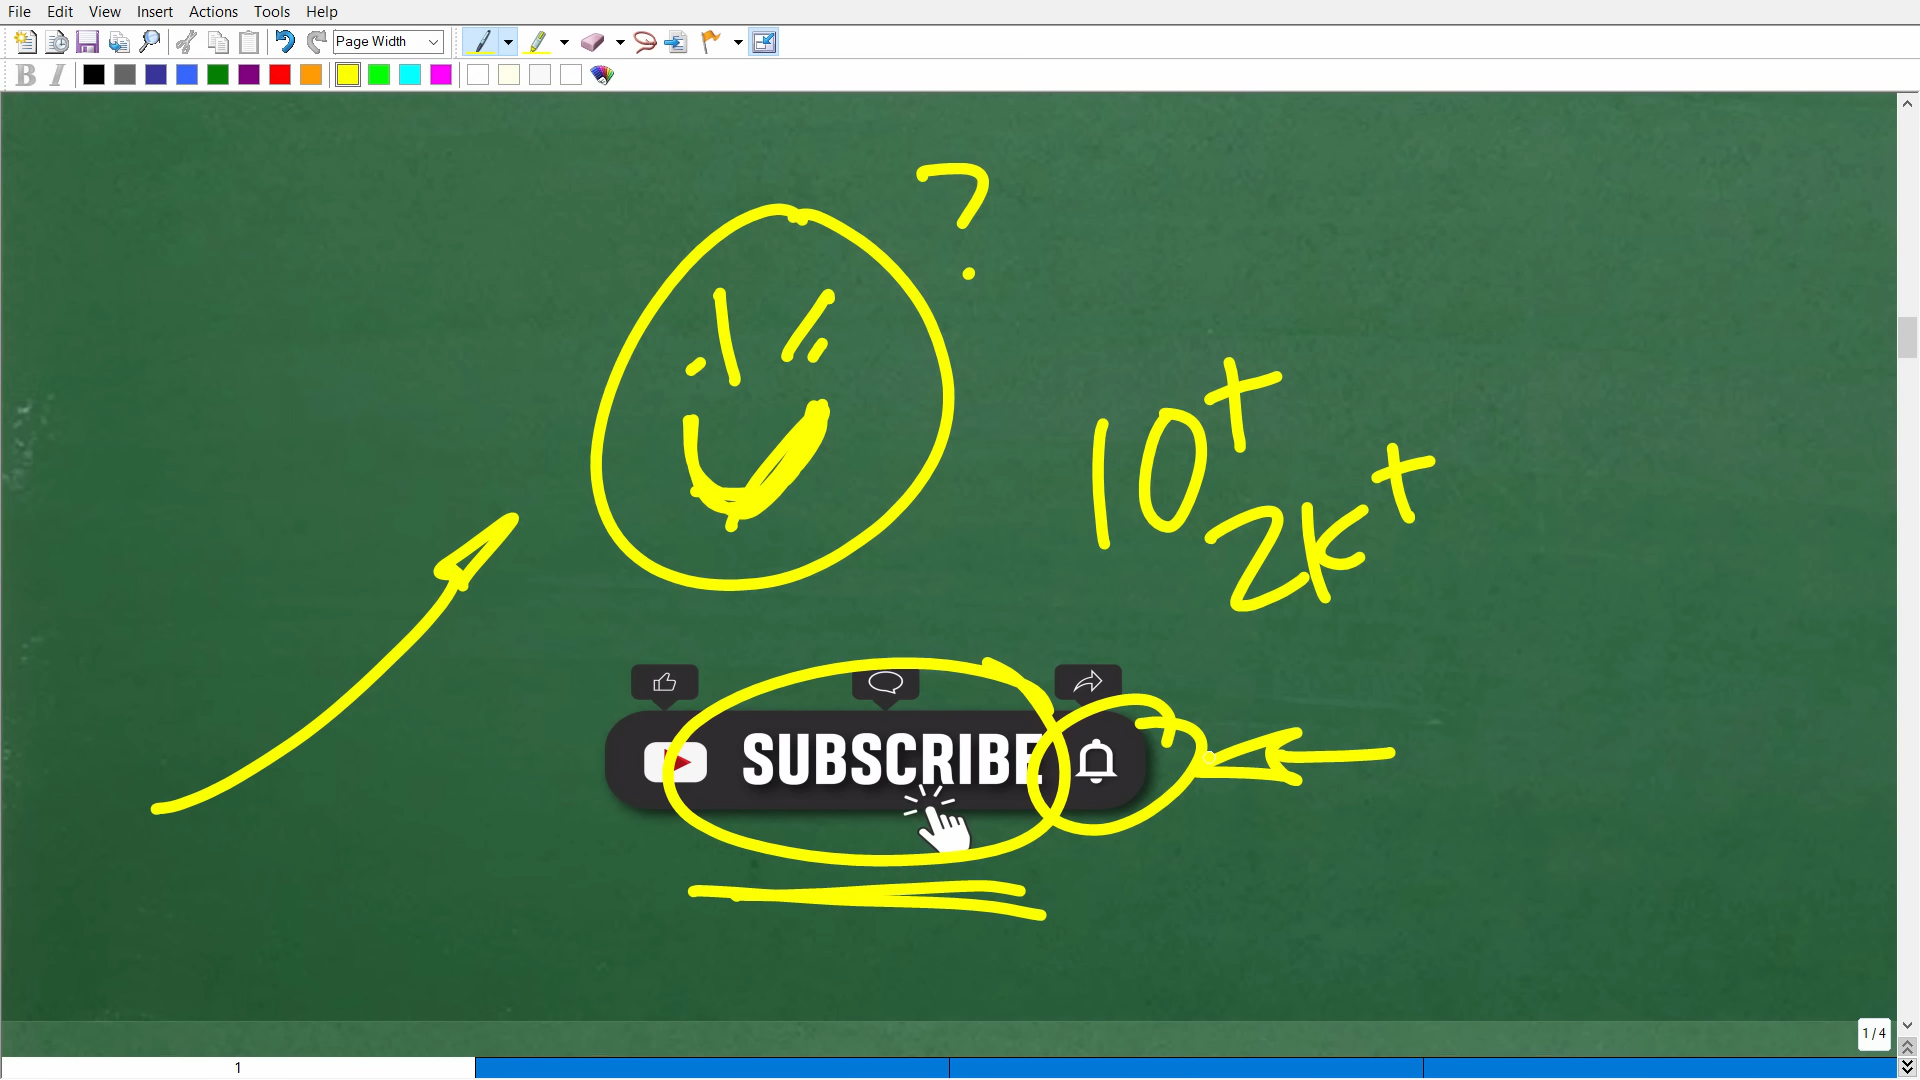 File Edit View Insert Actions Tools Help
Page Width
B I
?
10+
2k+
SUBSCRIBE
1 / 4
1